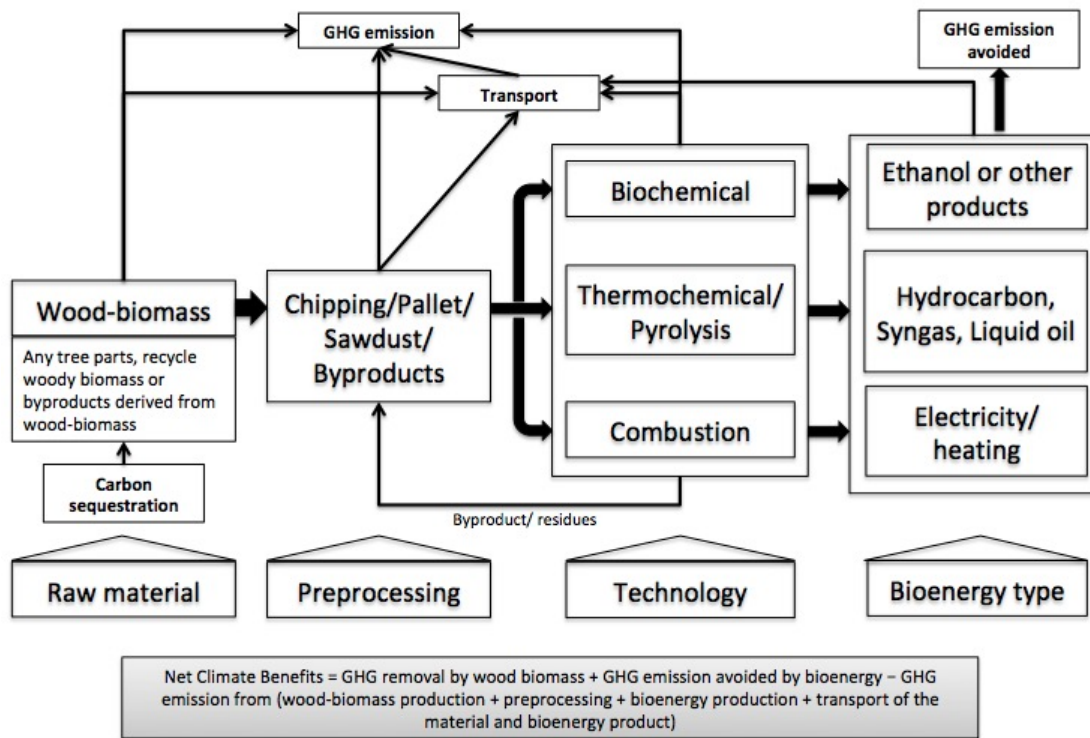 GHG emission
GHG emission
avoided
Transport
Biochemical
Ethanol or other
products
Wood-biomass
Any tree parts, recycle
woody biomass or
byproducts derived from
wood-biomass
Chipping/Pallet/
Sawdust/
Byproducts
Thermochemical/
Pyrolysis
Hydrocarbon,
Syngas, Liquid oil
Combustion
Electricity/
heating
Carbon
sequestration
Byproduct/ residues
Raw material
Preprocessing
Technology
Bioenergy type
Net Climate Benefits = GHG removal by wood biomass + GHG emission avoided by bioenergy – GHG
emission from (wood-biomass production + preprocessing + bioenergy production + transport of the
material and bioenergy product)